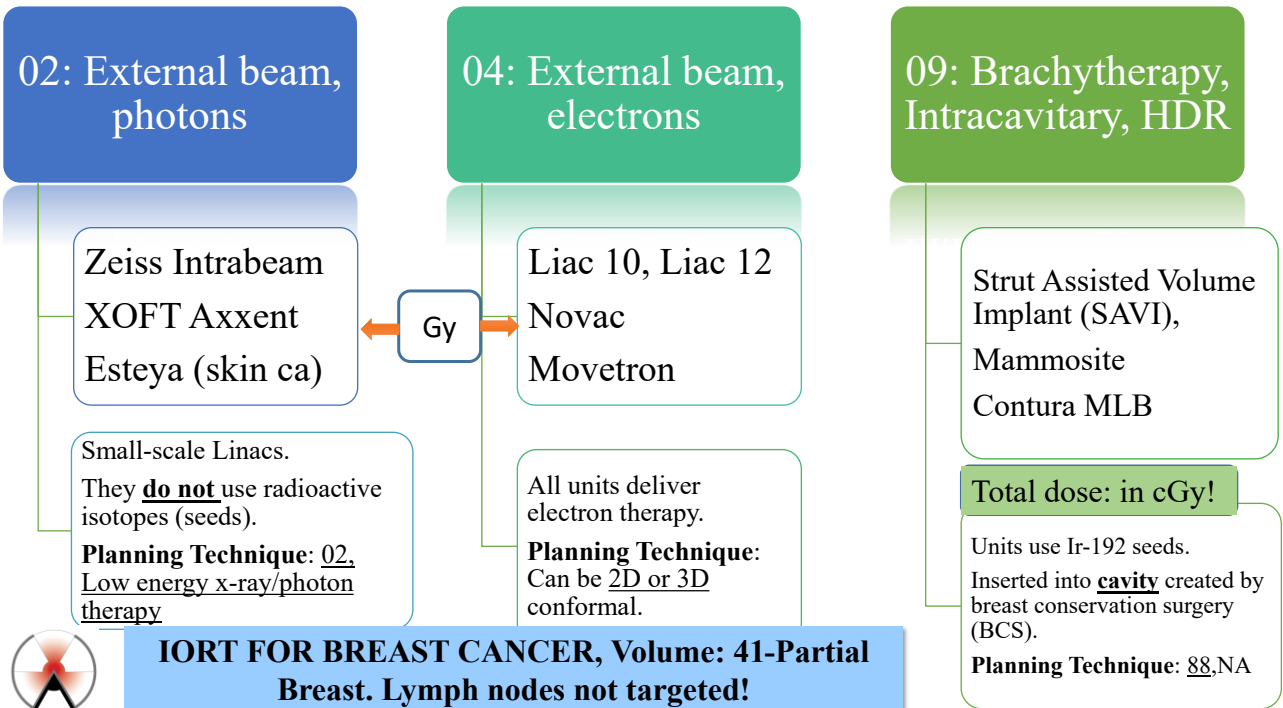 02: External beam,
photons
Zeiss Intrabeam
XOFT Axxent
Esteya (skin ca)
Small-scale Linacs.
They do not use radioactive
isotopes (seeds).
Planning Technique: 02,
Low energy x-ray/photon
therapy
Gy
04: External beam,
electrons
Liac 10, Liac 12
Novac
Movetron
All units deliver
electron therapy.
Planning Technique:
Can be 2D or 3D
conformal.
09: Brachytherapy,
Intracavitary, HDR
Strut Assisted Volume
Implant (SAVI),
Mammosite
Contura MLB
Total dose: in cGy!
Units use Ir-192 seeds.
Inserted into cavity created by
breast conservation surgery
(BCS).
Planning Technique: 88,NA
IORT FOR BREAST CANCER, Volume: 41-Partial
Breast. Lymph nodes not targeted!